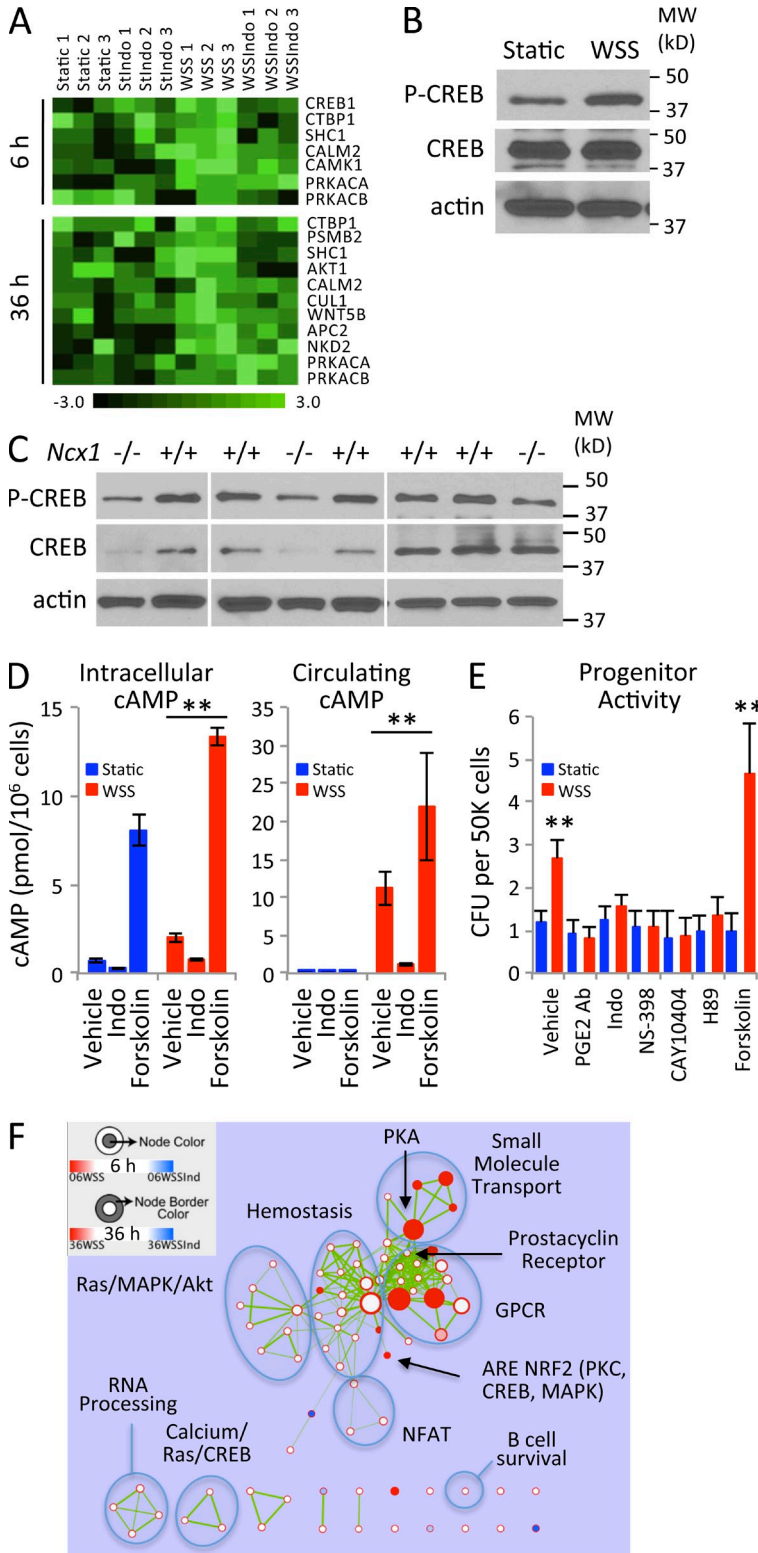 A
Static 1
Static 2
Static 3
StIndo 1
StIndo 2
StIndo 3
WSS 1
WSS 2
WSS 3
WSSIndo 1
WSSIndo 2
WSSIndo 3
6 h
CREB1
CTBP1
SHC1
CALM2
CAMK1
PRKACA
PRKACB
36 h
CTBP1
PSMB2
SHC1
AKT1
CALM2
CUL1
WNT5B
APC2
NKD2
PRKACA
PRKACB
-3.0 3.0
B
MW
(kD)
Static WSS
P-CREB
50
37
CREB
50
37
actin
37
C
MW
(kD)
Ncx1 -/- +/+ +/+ -/- +/+ +/+ +/+ -/-
P-CREB
50
37
CREB
50
37
actin
37
D
Intracellular
cAMP
cAMP (pmol/10⁶ cells)
15
10
5
0
**
Static
WSS
Vehicle
Indo
Forskolin
Vehicle
Indo
Forskolin
Circulating
cAMP
35
30
25
20
15
10
5
0
**
Static
WSS
Vehicle
Indo
Forskolin
Vehicle
Indo
Forskolin
E
Progenitor
Activity
CFU per 50K cells
6
5
4
3
2
1
0
Static
WSS
**
**
Vehicle
PGE2 Ab
Indo
NS-398
CAY10404
H89
Forskolin
F
Node Color
6 h
06WSS 06WSSInd
Node Border
Color
36 h
36WSS 36WSSInd
PKA
Small
Molecule
Transport
Hemostasis
Prostacyclin
Receptor
Ras/MAPK/Akt
GPCR
ARE NRF2 (PKC,
CREB, MAPK)
RNA
Processing
Calcium/
Ras/CREB
NFAT
B cell
survival